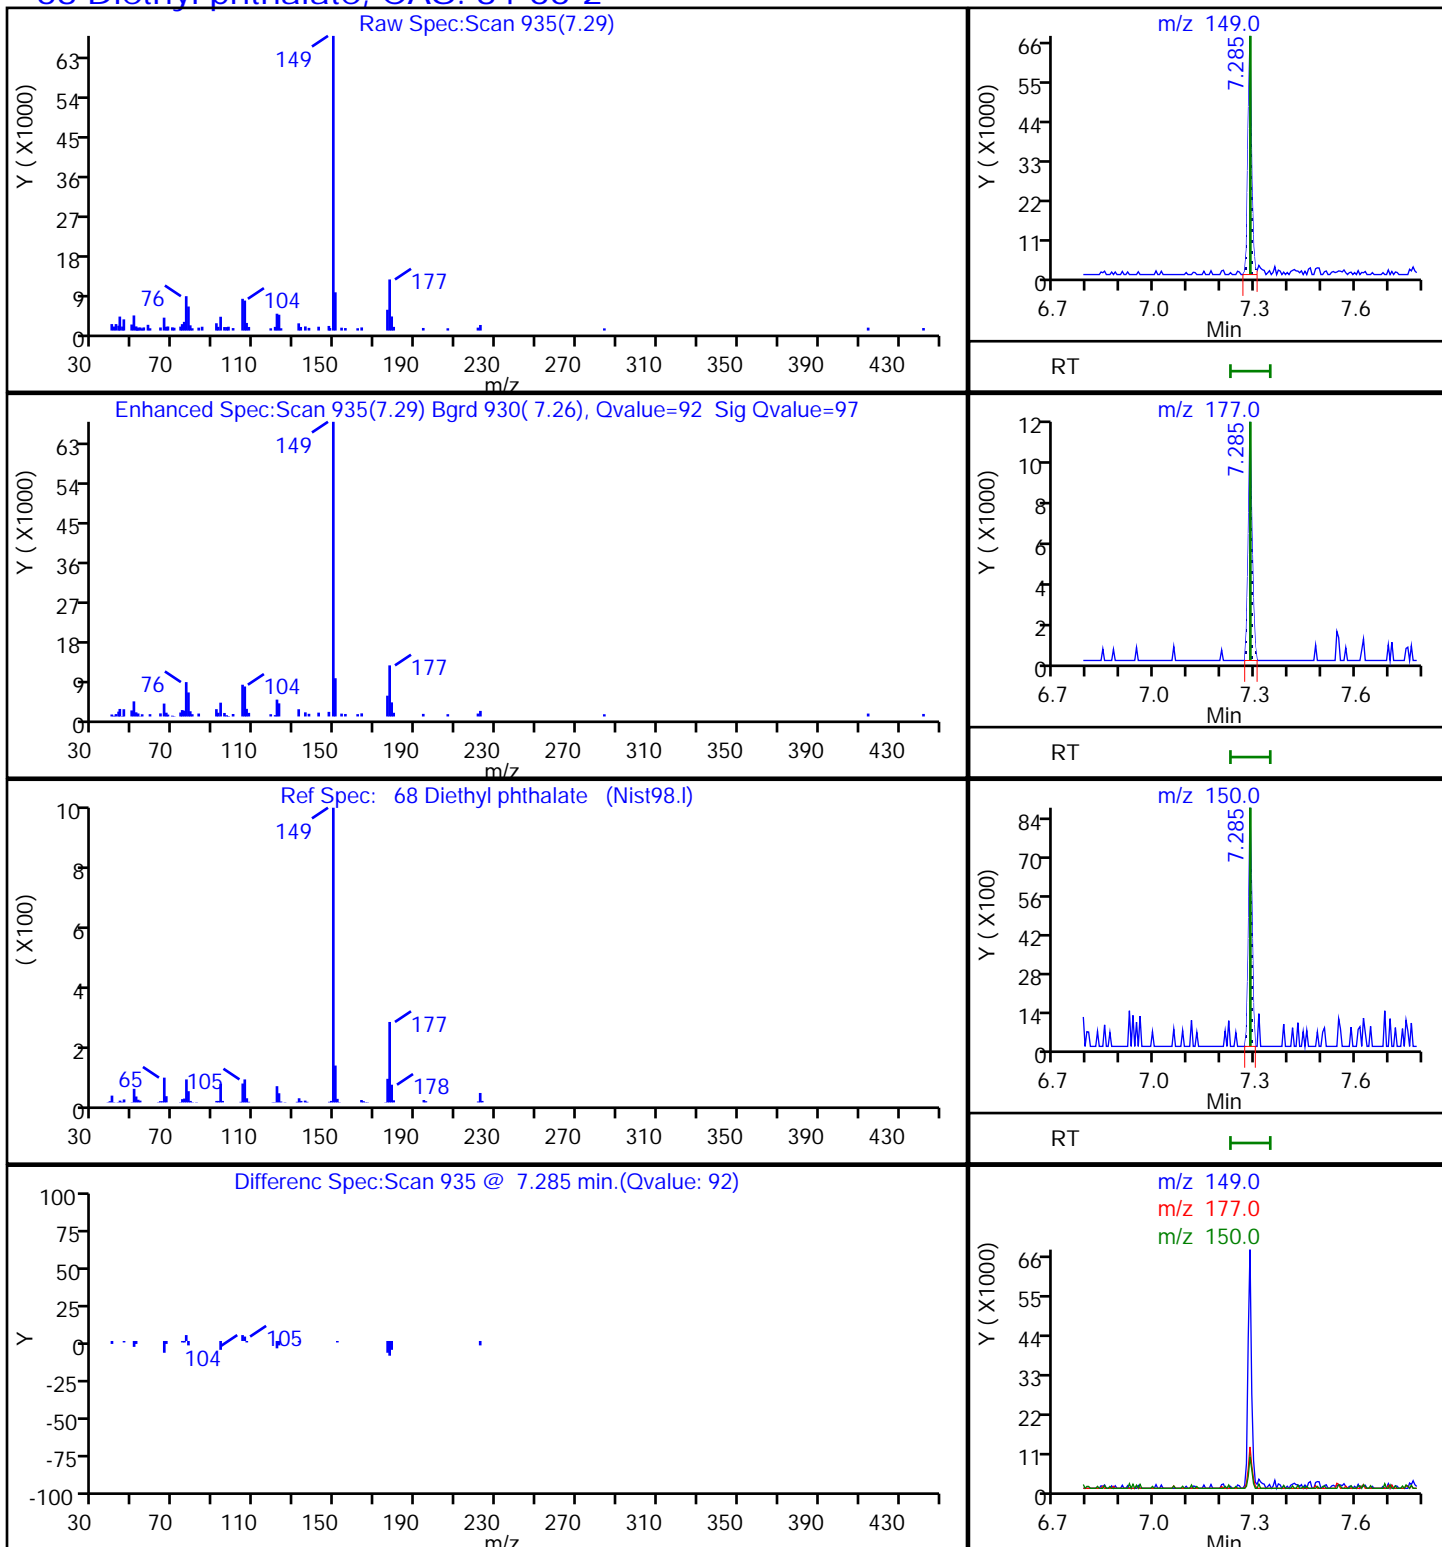 Raw Spec:Scan 935(7.29)
Y ( X1000)
63
54
45
36
27
18
9
0
149
76
104
177
30 70 110 150 190 230 270 310 350 390 430
m/z
m/z 149.0
Y ( X1000)
66
55
44
33
22
11
0
7.285
6.7 7.0 7.3 7.6
Min
RT
Enhanced Spec:Scan 935(7.29) Bgrd 930( 7.26), Qvalue=92 Sig Qvalue=97
Y ( X1000)
63
54
45
36
27
18
9
0
149
76
104
177
30 70 110 150 190 230 270 310 350 390 430
m/z
m/z 177.0
Y ( X1000)
12
10
8
6
4
2
0
7.285
6.7 7.0 7.3 7.6
Min
RT
Ref Spec: 68 Diethyl phthalate (Nist98.l)
( X100)
10
8
6
4
2
0
149
177
65
105
178
30 70 110 150 190 230 270 310 350 390 430
m/z 150.0
Y ( X100)
84
70
56
42
28
14
0
7.285
6.7 7.0 7.3 7.6
Min
RT
Differenc Spec:Scan 935 @ 7.285 min.(Qvalue: 92)
Y
100
75
50
25
0
-25
-50
-75
-100
104
105
30 70 110 150 190 230 270 310 350 390 430
m/z
m/z 149.0
m/z 177.0
m/z 150.0
Y ( X1000)
66
55
44
33
22
11
0
6.7 7.0 7.3 7.6
Min